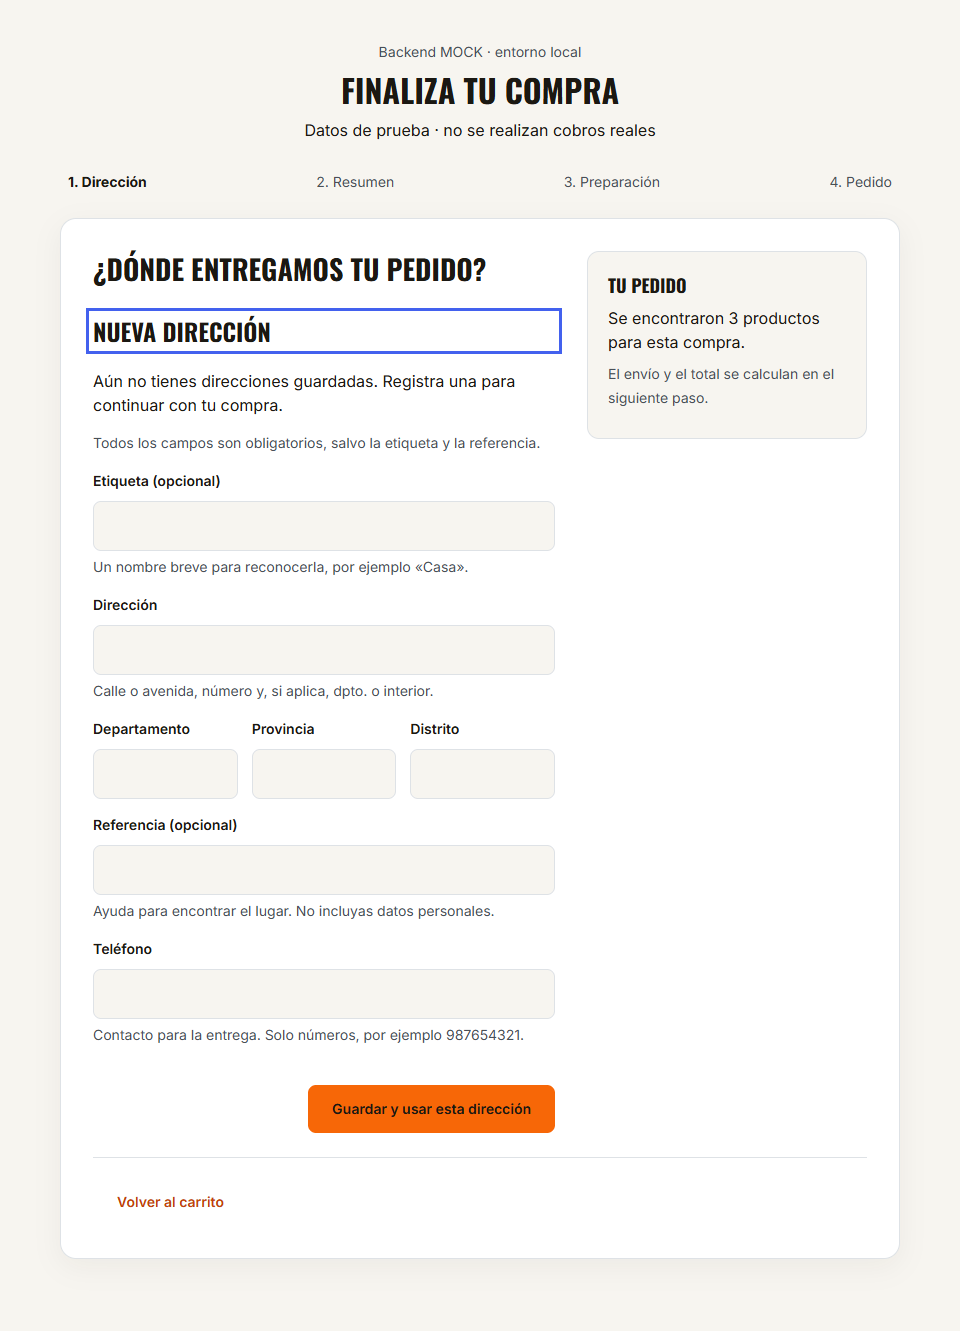 Backend MOCK · entorno local
FINALIZA TU COMPRA
Datos de prueba · no se realizan cobros reales
1. Dirección
2. Resumen
3. Preparación
4. Pedido
¿DÓNDE ENTREGAMOS TU PEDIDO?
NUEVA DIRECCIÓN
Aún no tienes direcciones guardadas. Registra una para
continuar con tu compra.
Todos los campos son obligatorios, salvo la etiqueta y la referencia.
Etiqueta (opcional)
Un nombre breve para reconocerla, por ejemplo «Casa».
Dirección
Calle o avenida, número y, si aplica, dpto. o interior.
Departamento
Provincia
Distrito
Referencia (opcional)
Ayuda para encontrar el lugar. No incluyas datos personales.
Teléfono
Contacto para la entrega. Solo números, por ejemplo 987654321.
Guardar y usar esta dirección
Volver al carrito
TU PEDIDO
Se encontraron 3 productos
para esta compra.
El envío y el total se calculan en el
siguiente paso.